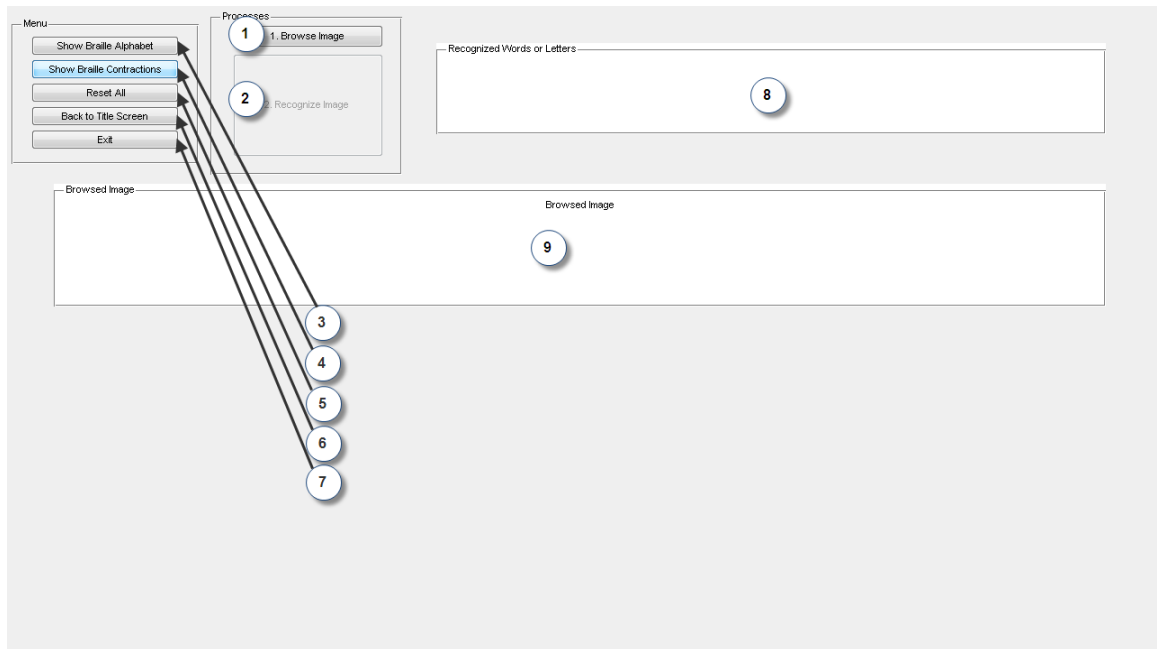 Menu
Show Braille Alphabet
Show Braille Contractions
Reset All
Back to Title Screen
Exit
Processes
1
1. Browse Image
2
2. Recognize Image
Recognized Words or Letters
8
Browsed Image
Browsed Image
9
3
4
5
6
7